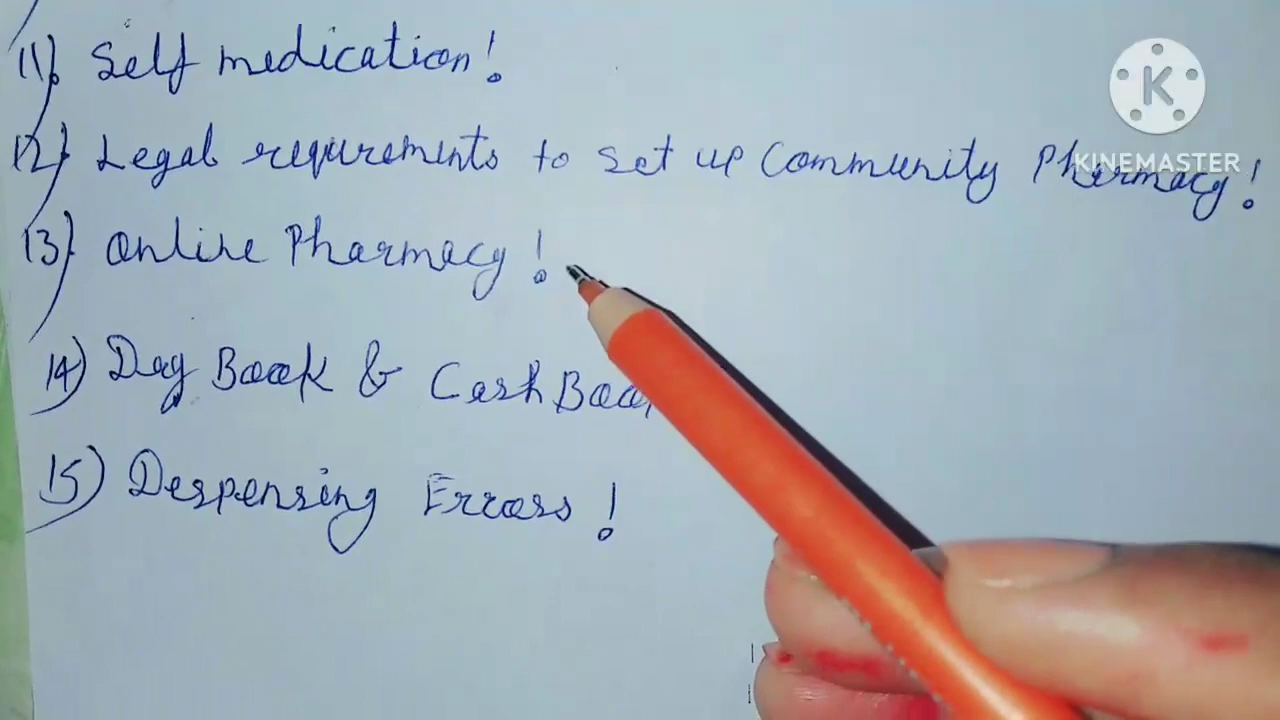 11). Self medication!
12) Legal requirements to set up Community Pharmacy!
KINEMASTER
13) Online Pharmacy!
14) Day Book & Cash Book
15) Despensing Errors!